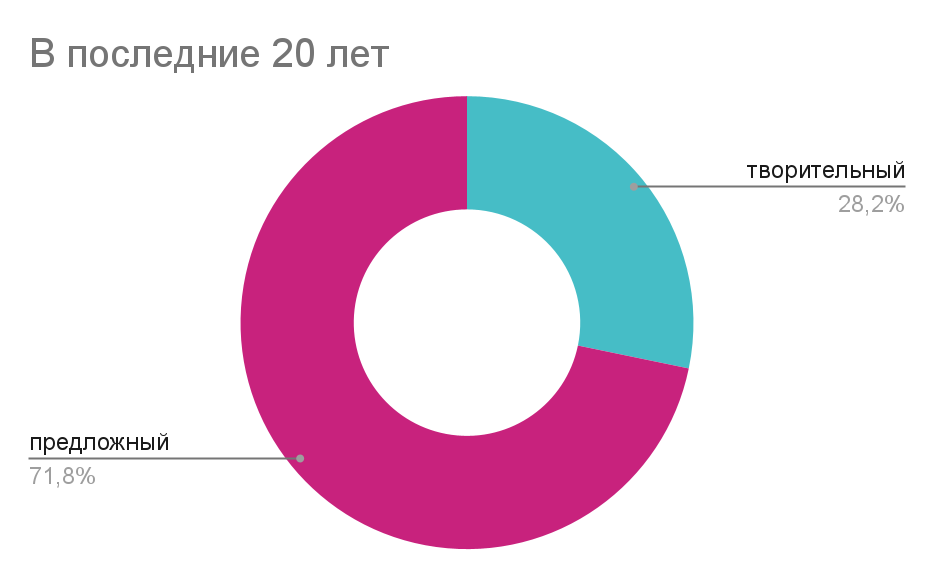 В последние 20 лет
творительный
28,2%
предложный
71,8%